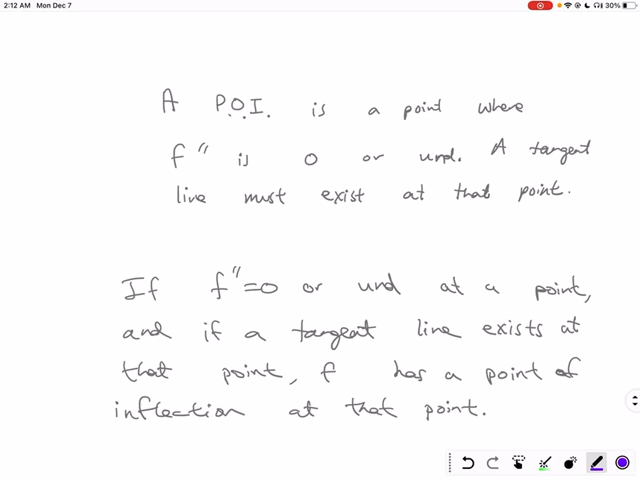 2:12 AM Mon Dec 7
30%
A P.O.I. is a point where
f" is 0 or und. A tangent
line must exist at that point.
If f"=0 or und at a point,
and if a tangent line exists at
that point, f has a point of
inflection at that point.